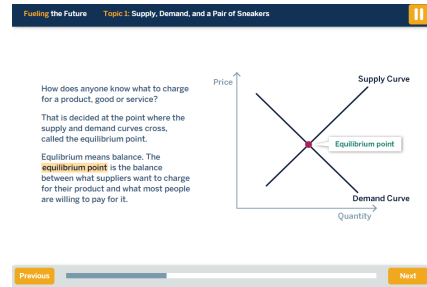 Fueling the Future Topic 1: Supply, Demand, and a Pair of Sneakers
How does anyone know what to charge
for a product, good or service?
That is decided at the point where the
supply and demand curves cross,
called the equilibrium point.
Equlibrium means balance. The
equilibrium point is the balance
between what suppliers want to charge
for their product and what most people
are willing to pay for it.
Price
Supply Curve
Equilibrium point
Demand Curve
Quantity
Previous
Next